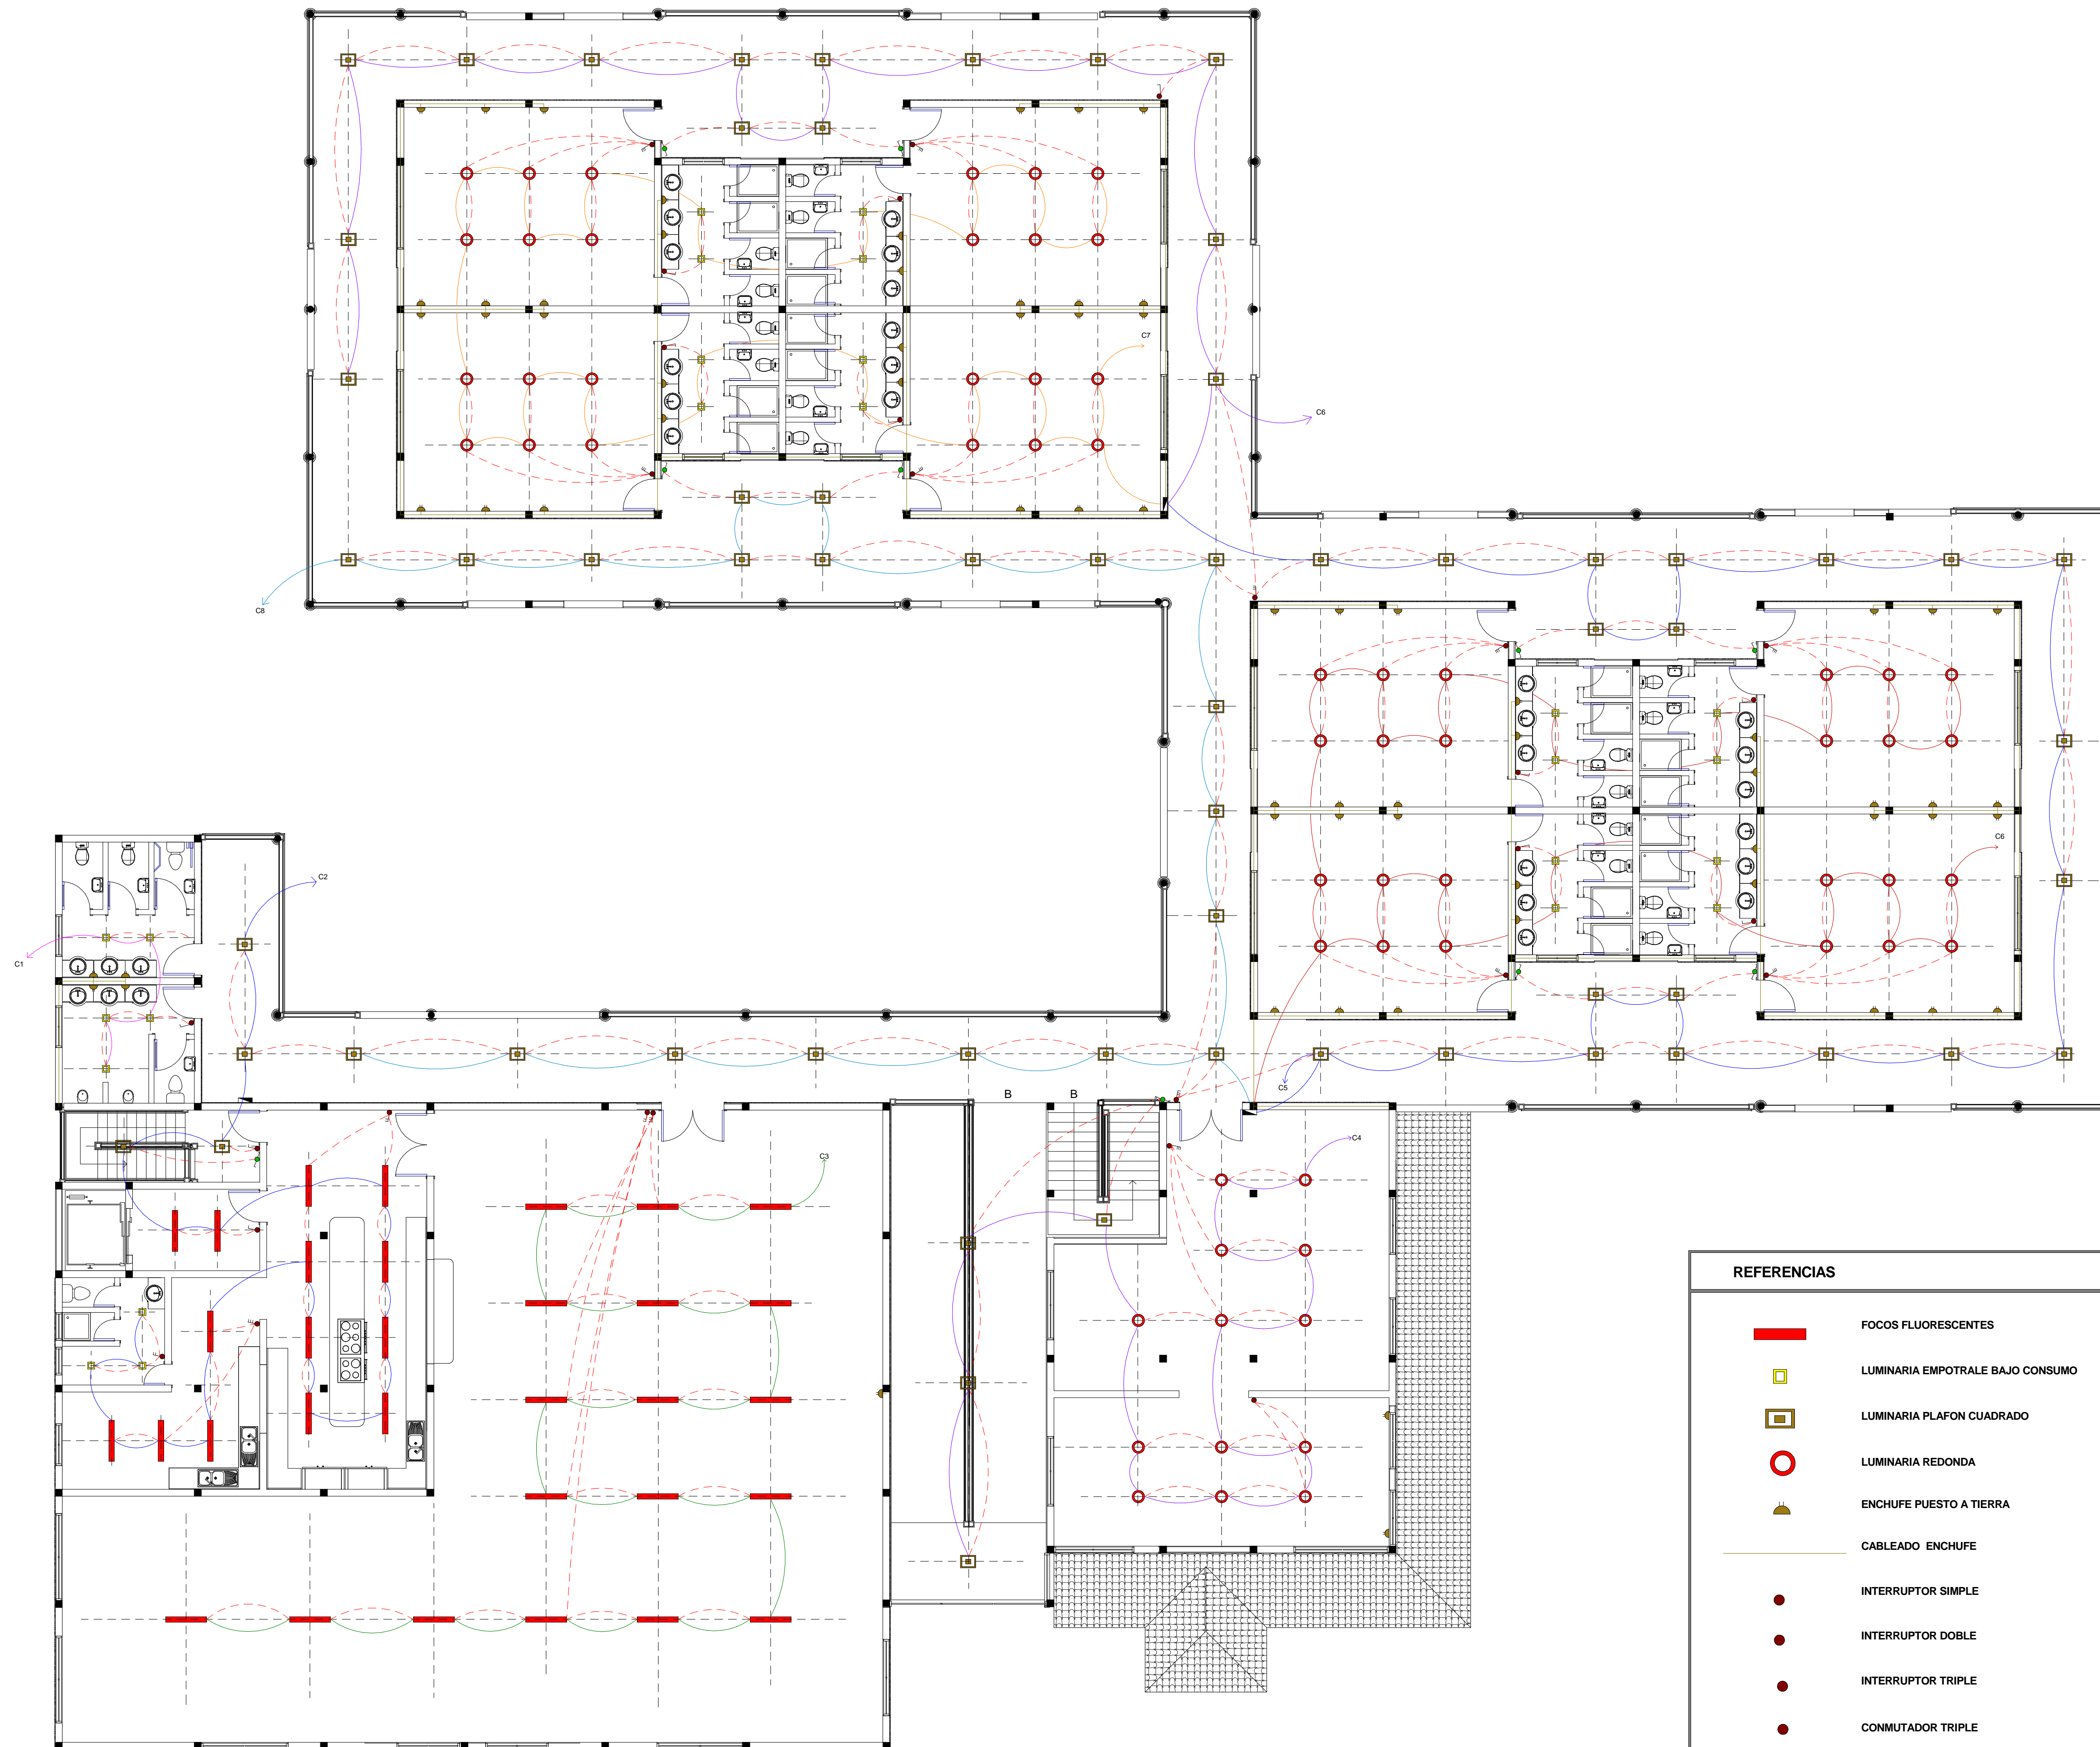 C7
C6
C8
C6
C2
C1
C5
B B
C4
C3
REFERENCIAS
FOCOS FLUORESCENTES
LUMINARIA EMPOTRALE BAJO CONSUMO
LUMINARIA PLAFON CUADRADO
LUMINARIA REDONDA
ENCHUFE PUESTO A TIERRA
CABLEADO ENCHUFE
INTERRUPTOR SIMPLE
INTERRUPTOR DOBLE
INTERRUPTOR TRIPLE
CONMUTADOR TRIPLE